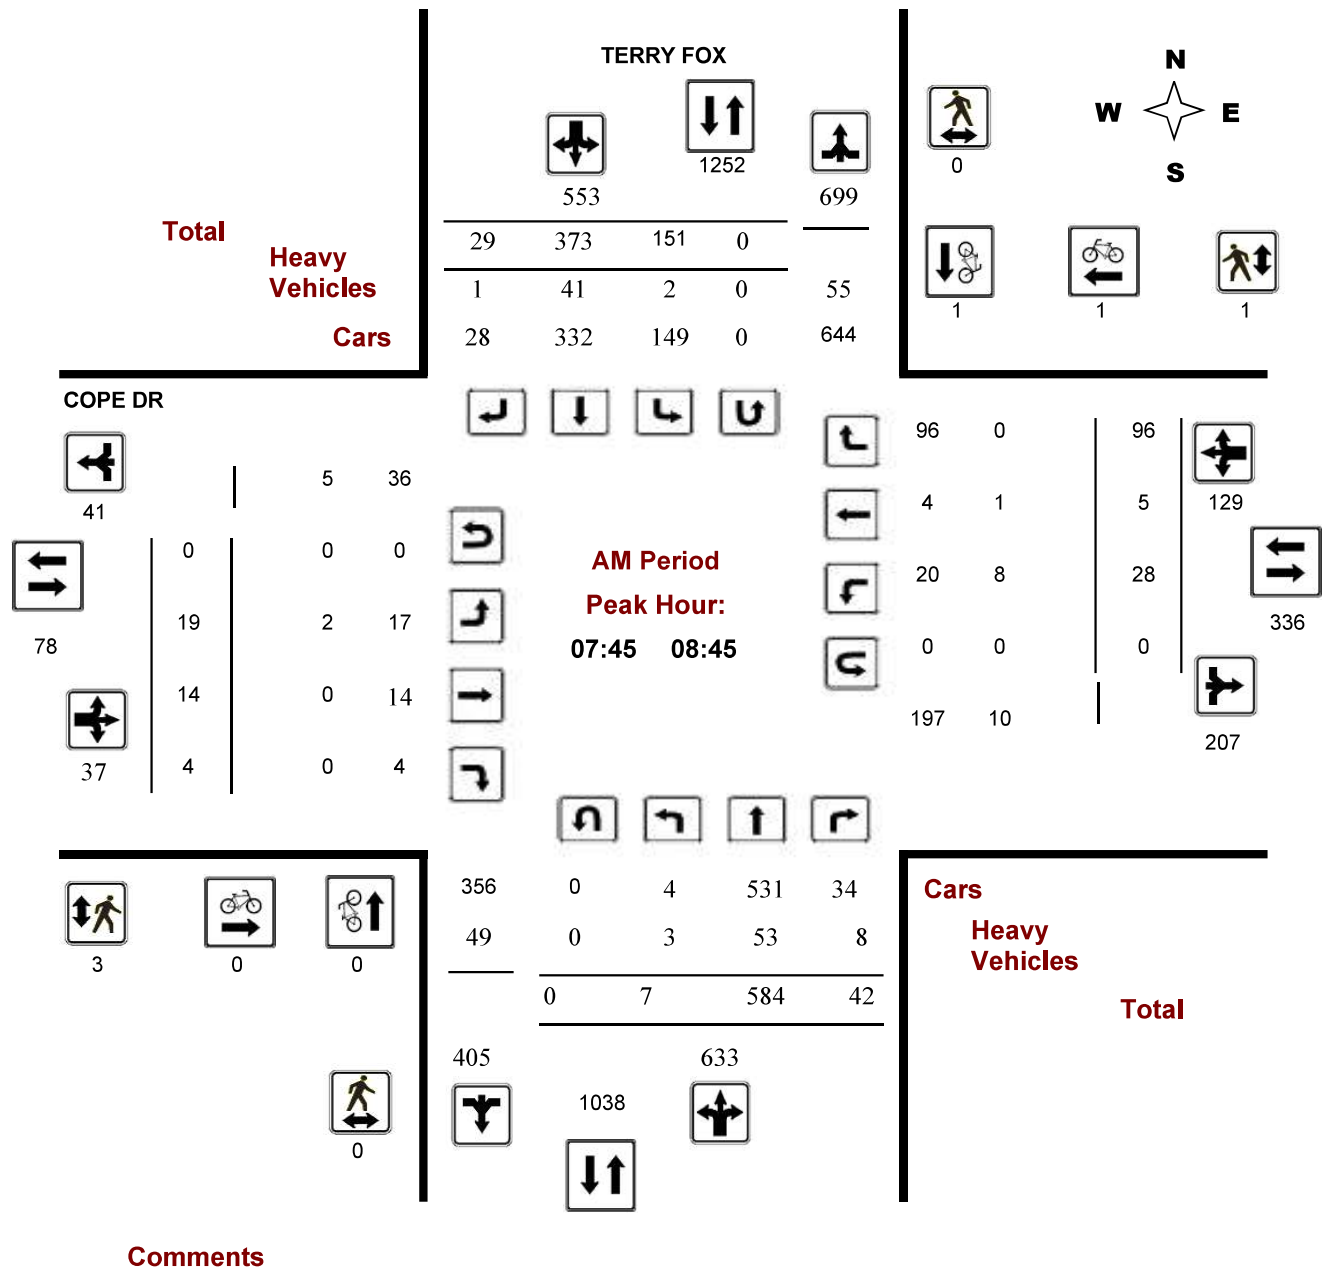 TERRY FOX
N
W E
S
1252
0
553 699
Total 29 373 151 0
Heavy
Vehicles 1 41 2 0 55
1 1 1
Cars 28 332 149 0 644
COPE DR
96 0 96
5 36
41
4 1 5 129
0 0 0
AM Period
20 8 28
Peak Hour:
19 2 17
336
78
07:45 08:45
0 0 0
14 0 14
197 10
207
37 4 0 4
356 0 4 531 34
Cars
49 0 3 53 8
Heavy
Vehicles
3 0 0
0 7 584 42
Total
405 633
1038
0
Comments